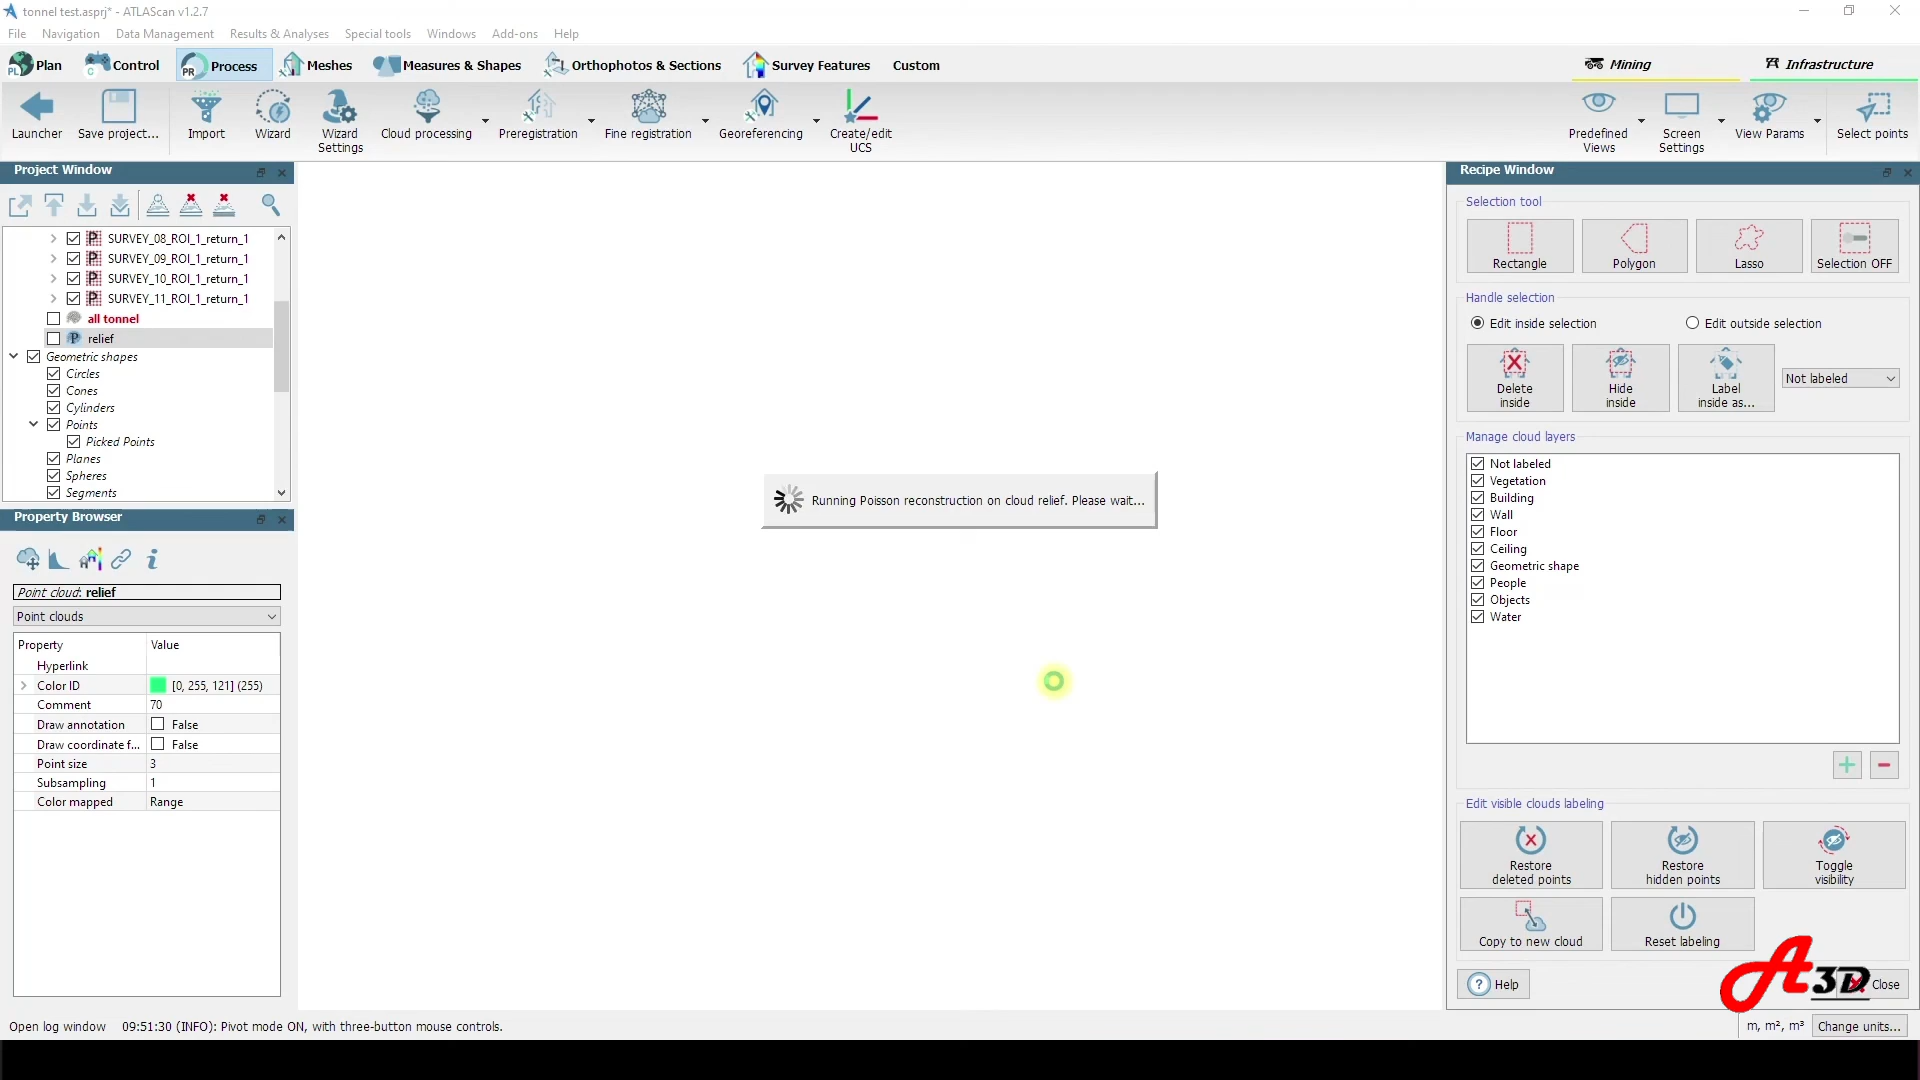 tonnel test.asprj* - ATLAScan v1.2.7
File Navigation Data Management Results & Analyses Special tools Windows Add-ons Help
PL Plan C Control PR Process Meshes Measures & Shapes Orthophotos & Sections Survey Features Custom Mining Infrastructure
Launcher Save project... Import Wizard Wizard Settings Cloud processing Preregistration Fine registration Georeferencing Create/edit UCS Predefined Views Screen Settings View Params Select points
Project Window
SURVEY_08_ROI_1_return_1
SURVEY_09_ROI_1_return_1
SURVEY_10_ROI_1_return_1
SURVEY_11_ROI_1_return_1
all tonnel
P relief
Geometric shapes
Circles
Cones
Cylinders
Points
Picked Points
Planes
Spheres
Segments
Property Browser
Point cloud: relief
Point clouds
Property Value
Hyperlink
Color ID [0, 255, 121] (255)
Comment 70
Draw annotation False
Draw coordinate f... False
Point size 3
Subsampling 1
Color mapped Range
Running Poisson reconstruction on cloud relief. Please wait...
Recipe Window
Selection tool
Rectangle Polygon Lasso Selection OFF
Handle selection
Edit inside selection Edit outside selection
Delete inside Hide inside Label inside as... Not labeled
Manage cloud layers
Not labeled
Vegetation
Building
Wall
Floor
Ceiling
Geometric shape
People
Objects
Water
Edit visible clouds labeling
Restore deleted points Restore hidden points Toggle visibility
Copy to new cloud Reset labeling
? Help A3D Close
Open log window 09:51:30 (INFO): Pivot mode ON, with three-button mouse controls. m, m², m³ Change units...